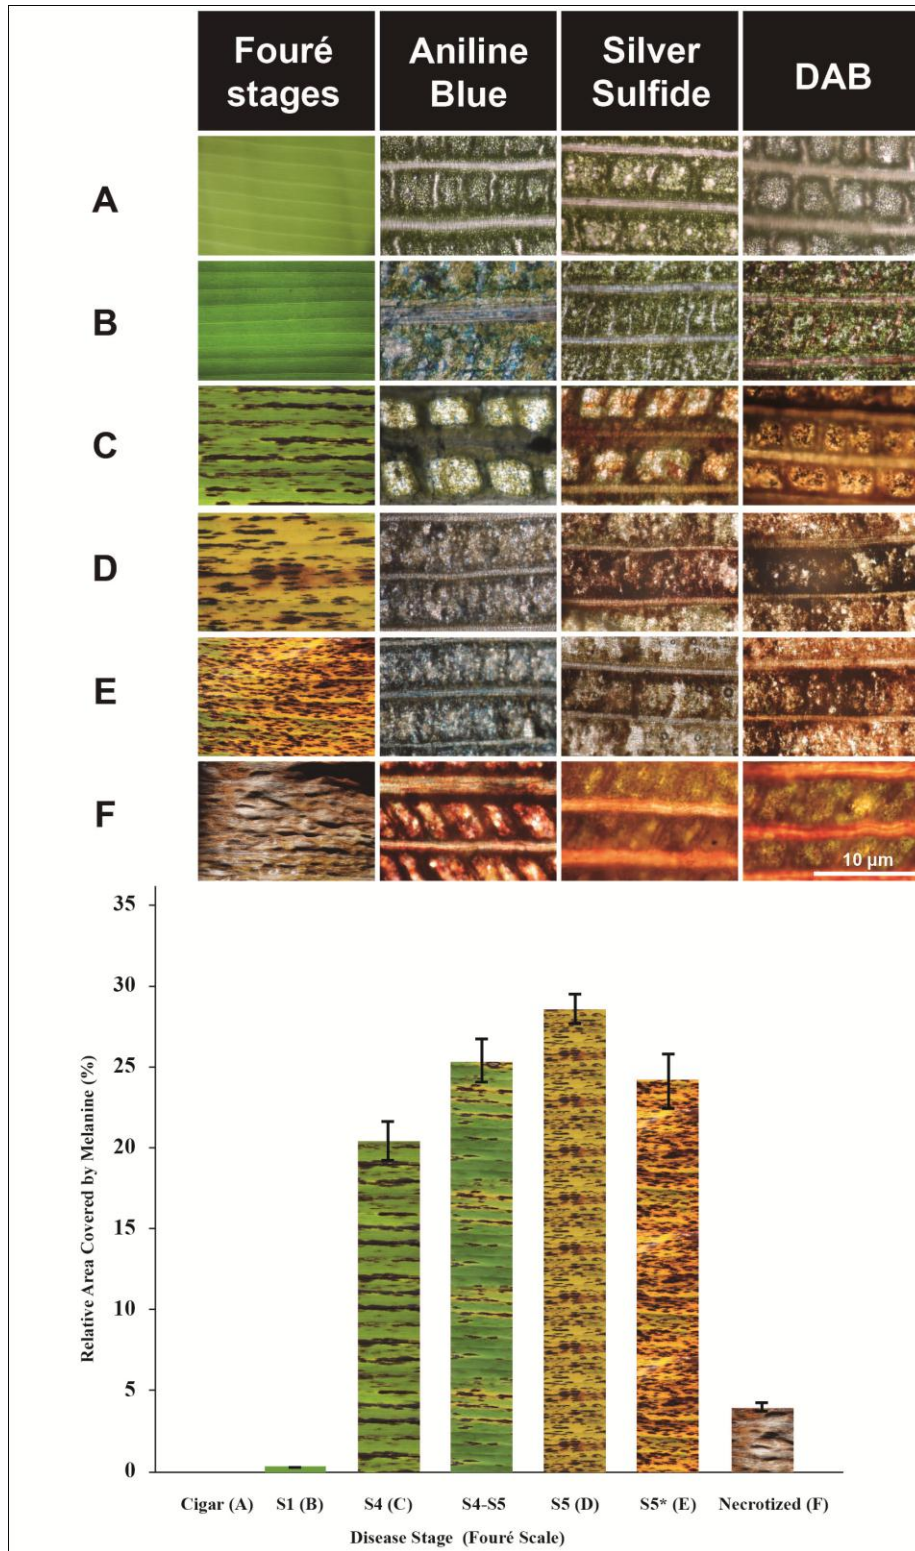 Fouré
stages
Aniline
Blue
Silver
Sulfide
DAB
A
B
C
D
E
F
10 µm
35
30
25
20
15
10
5
0
Relative Area Covered by Melanine (%)
Cigar (A) S1 (B) S4 (C) S4-S5 S5 (D) S5* (E) Necrotized (F)
Disease Stage (Fouré Scale)